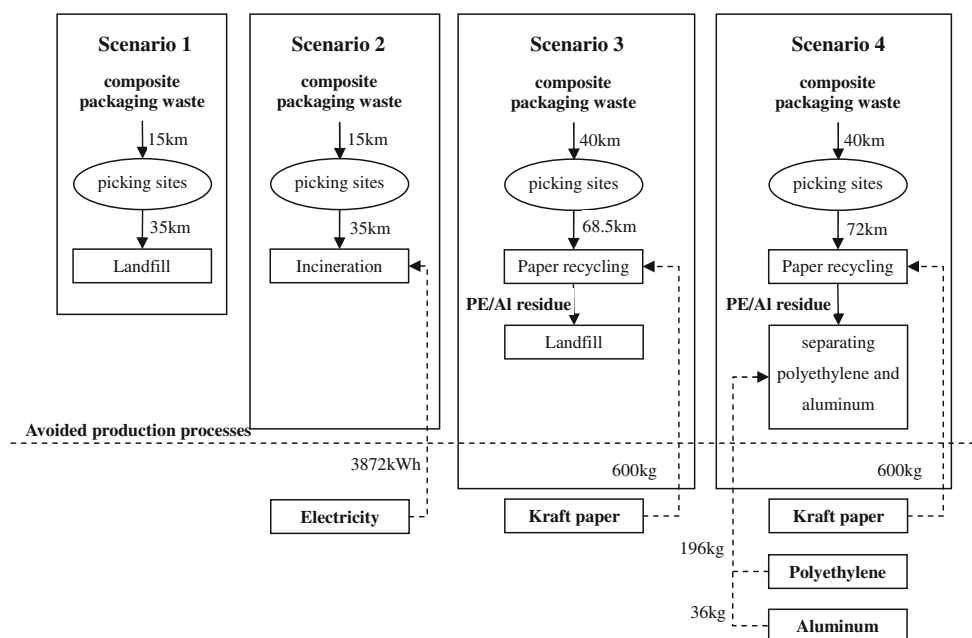 Scenario 1
composite
packaging waste
15km
picking sites
35km
Landfill
Scenario 2
composite
packaging waste
15km
picking sites
35km
Incineration
Scenario 3
composite
packaging waste
40km
picking sites
68.5km
Paper recycling
PE/Al residue
Landfill
Scenario 4
composite
packaging waste
40km
picking sites
72km
Paper recycling
PE/Al residue
separating
polyethylene and
aluminum
Avoided production processes
3872kWh
Electricity
600kg
Kraft paper
600kg
Kraft paper
196kg
Polyethylene
36kg
Aluminum